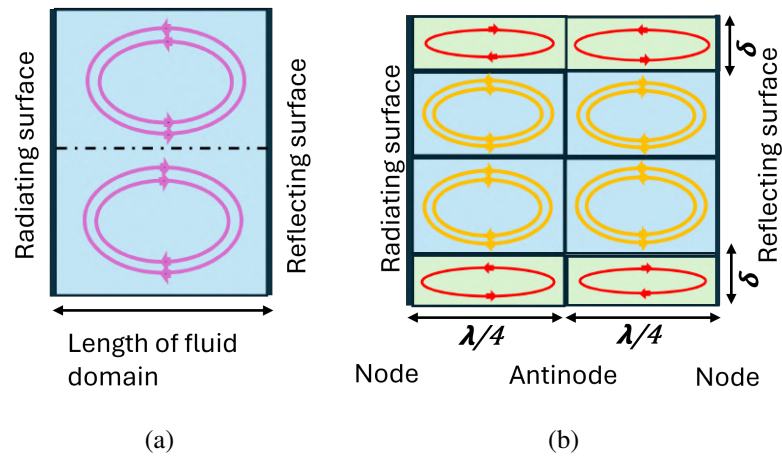 Radiating surface
Reflecting surface
Length of fluid
domain
(a)
Radiating surface
Reflecting surface
δ
δ
λ/4
λ/4
Node
Antinode
Node
(b)